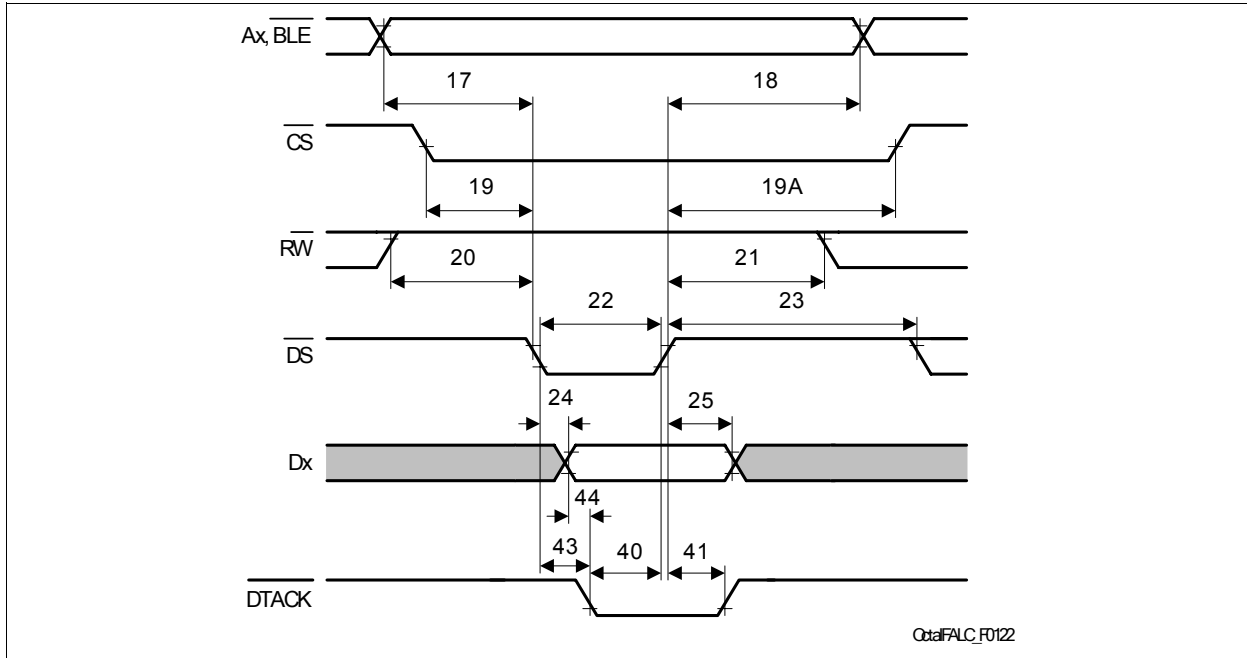 Ax, BLE
17 18
CS
19 19A
RW
20 21
22 23
DS
24 25
Dx
44
43 40 41
DTACK
OctalFALC_F0122